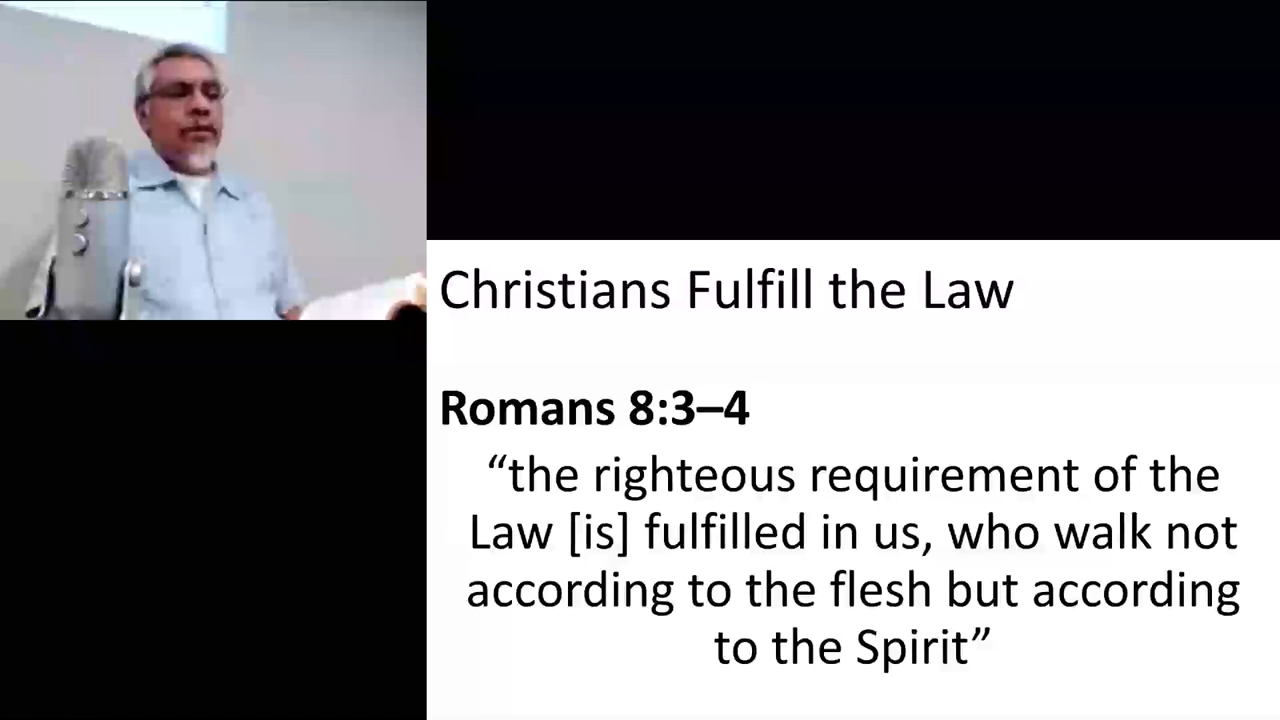 Christians Fulfill the Law
Romans 8:3–4
“the righteous requirement of the
Law [is] fulfilled in us, who walk not
according to the flesh but according
to the Spirit”